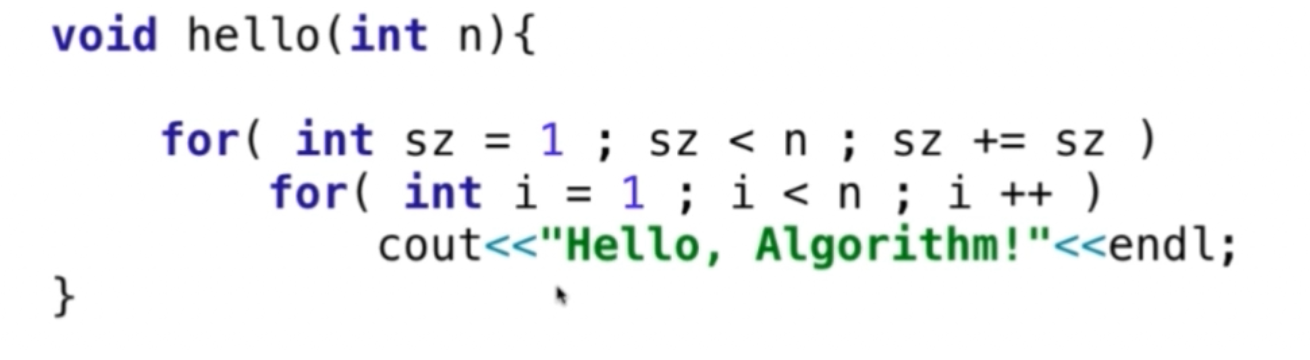 void hello(int n){
for( int sz = 1 ; sz < n ; sz += sz )
for( int i = 1 ; i < n ; i ++ )
cout<<"Hello, Algorithm!"<<endl;
}